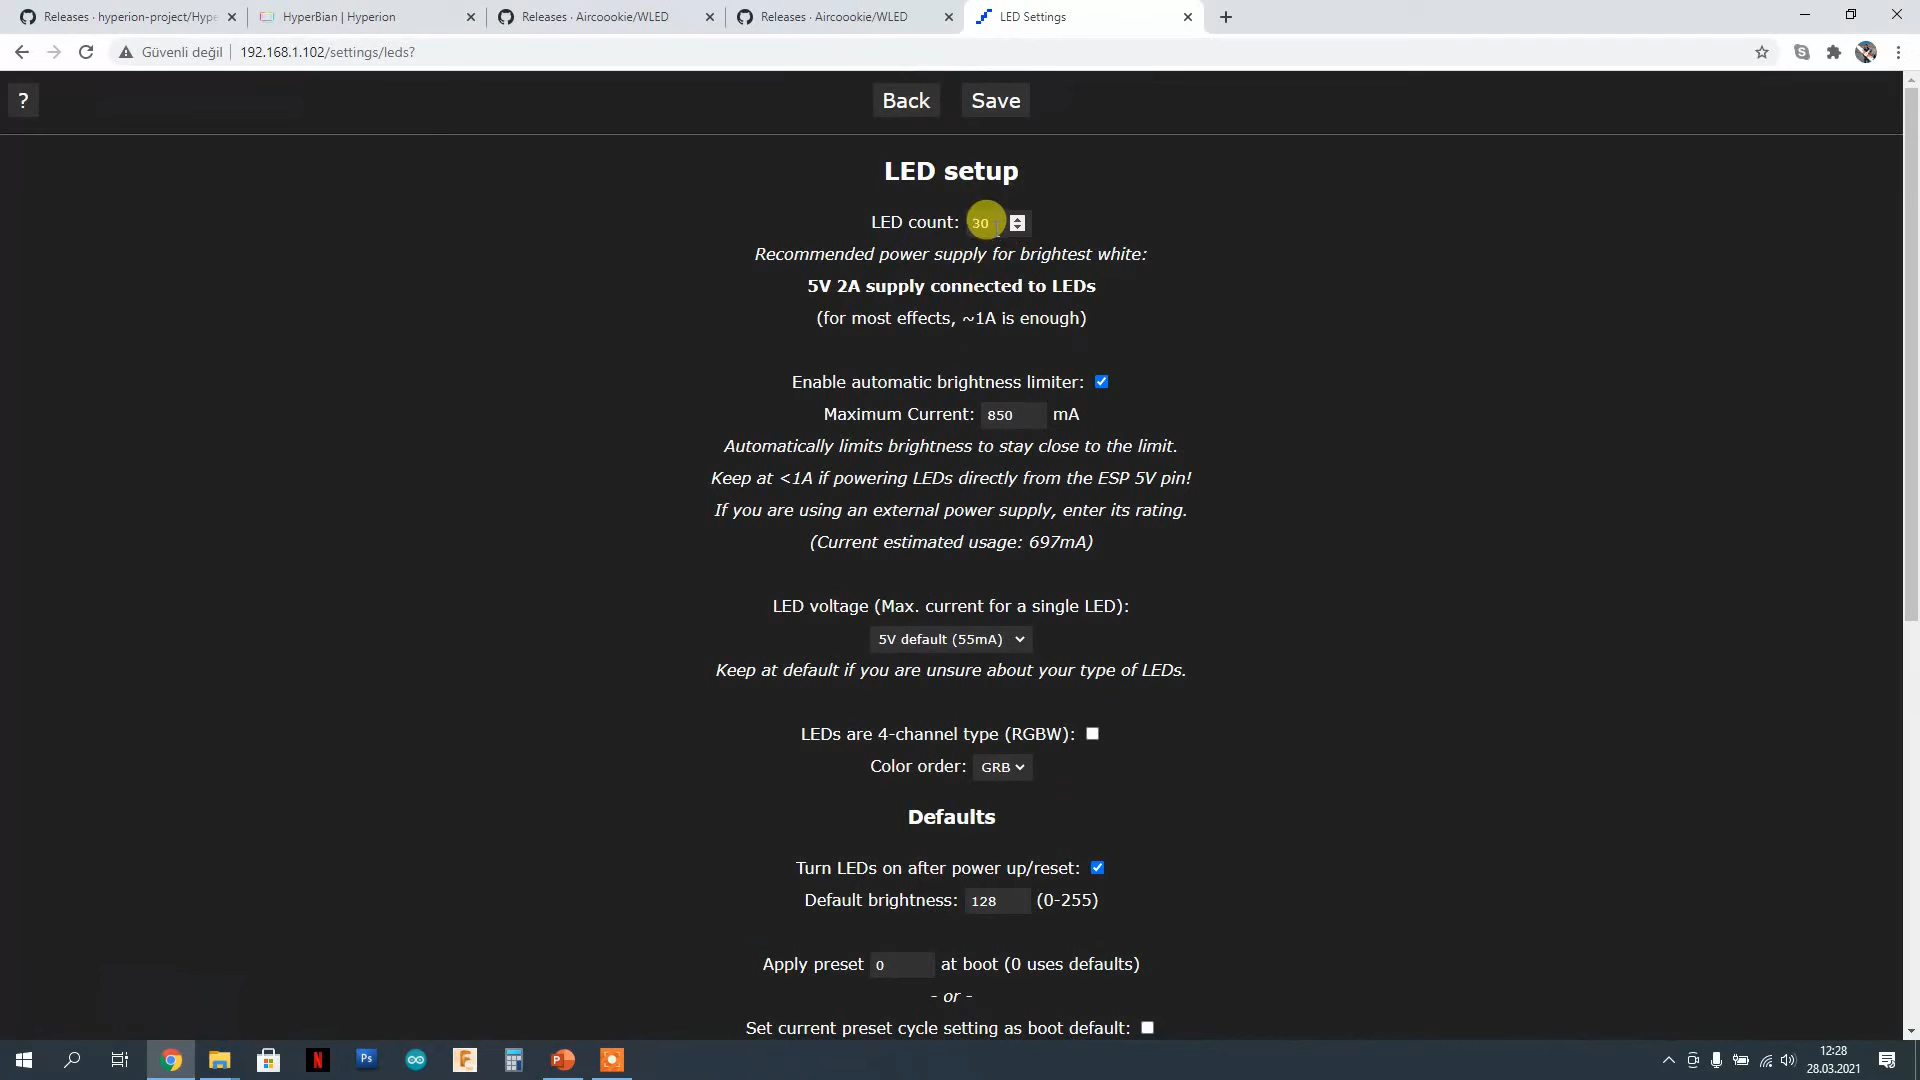 Releases · hyperion-project/Hype
HyperBian | Hyperion
Releases · Aircoookie/WLED
Releases · Aircoookie/WLED
LED Settings
Güvenli değil
192.168.1.102/settings/leds?
?
Back
Save
LED setup
LED count: 30
Recommended power supply for brightest white:
5V 2A supply connected to LEDs
(for most effects, ~1A is enough)
Enable automatic brightness limiter:
Maximum Current: 850 mA
Automatically limits brightness to stay close to the limit.
Keep at <1A if powering LEDs directly from the ESP 5V pin!
If you are using an external power supply, enter its rating.
(Current estimated usage: 697mA)
LED voltage (Max. current for a single LED):
5V default (55mA)
Keep at default if you are unsure about your type of LEDs.
LEDs are 4-channel type (RGBW):
Color order: GRB
Defaults
Turn LEDs on after power up/reset:
Default brightness: 128 (0-255)
Apply preset 0 at boot (0 uses defaults)
- or -
Set current preset cycle setting as boot default:
N
Ps
F
P
12:28
28.03.2021